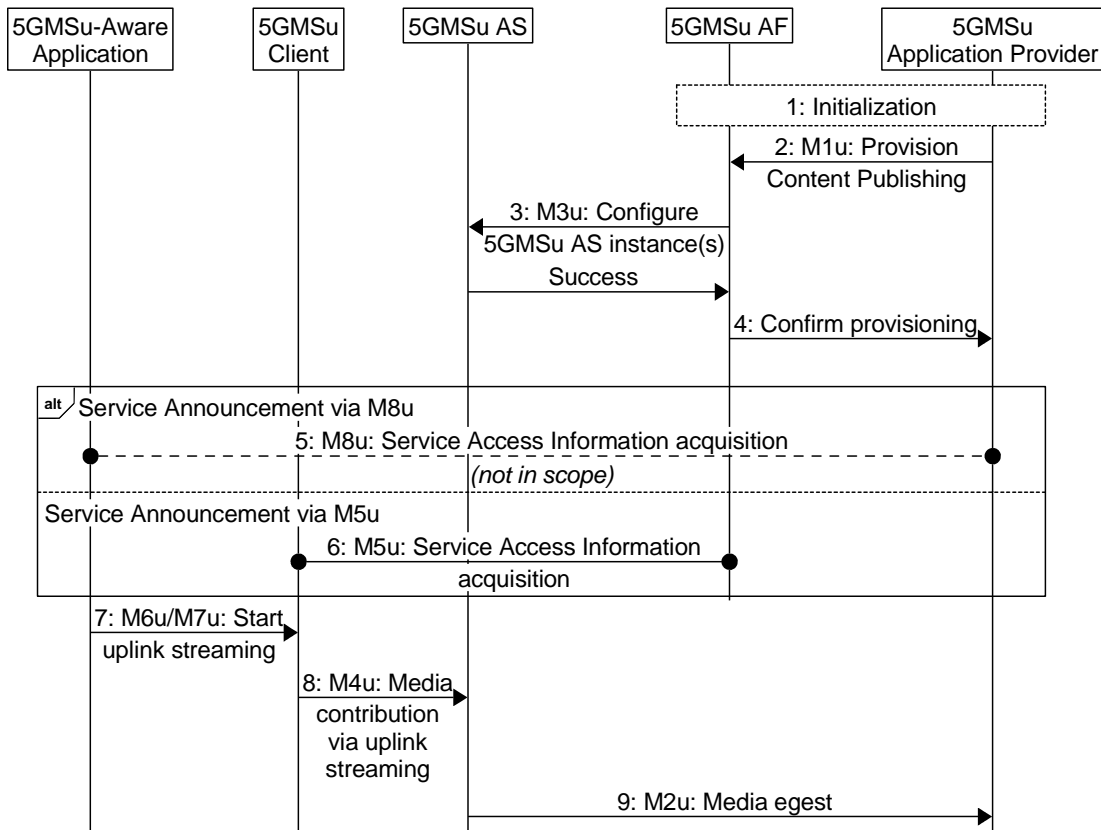 5GMSu-Aware
Application
5GMSu
Client
5GMSu AS
5GMSu AF
5GMSu
Application Provider
1: Initialization
2: M1u: Provision
Content Publishing
3: M3u: Configure
5GMSu AS instance(s)
Success
4: Confirm provisioning
alt
Service Announcement via M8u
5: M8u: Service Access Information acquisition
(not in scope)
Service Announcement via M5u
6: M5u: Service Access Information
acquisition
7: M6u/M7u: Start
uplink streaming
8: M4u: Media
contribution
via uplink
streaming
9: M2u: Media egest